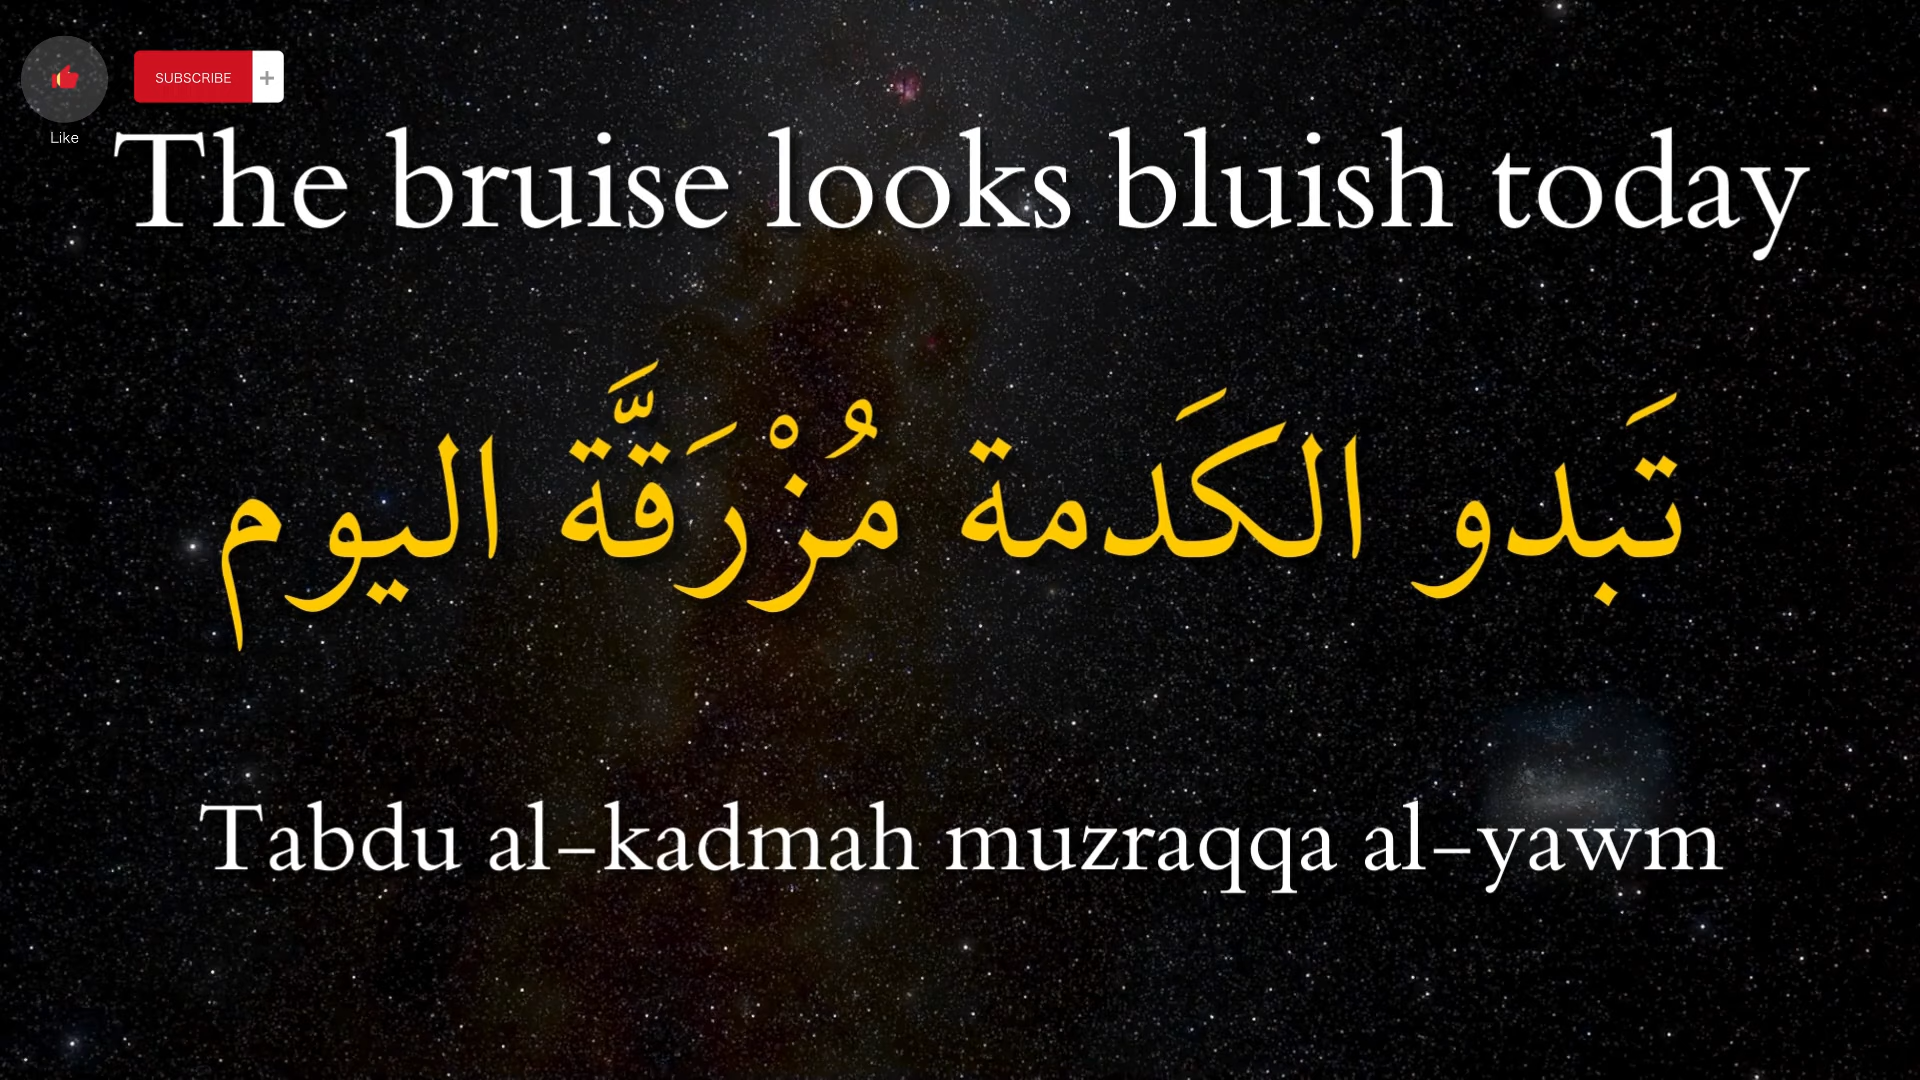 SUBSCRIBE +
Like
The bruise looks bluish today
تَبدو الكَدمة مُزْرَقَّة اليوم
Tabdu al-kadmah muzraqqa al-yawm